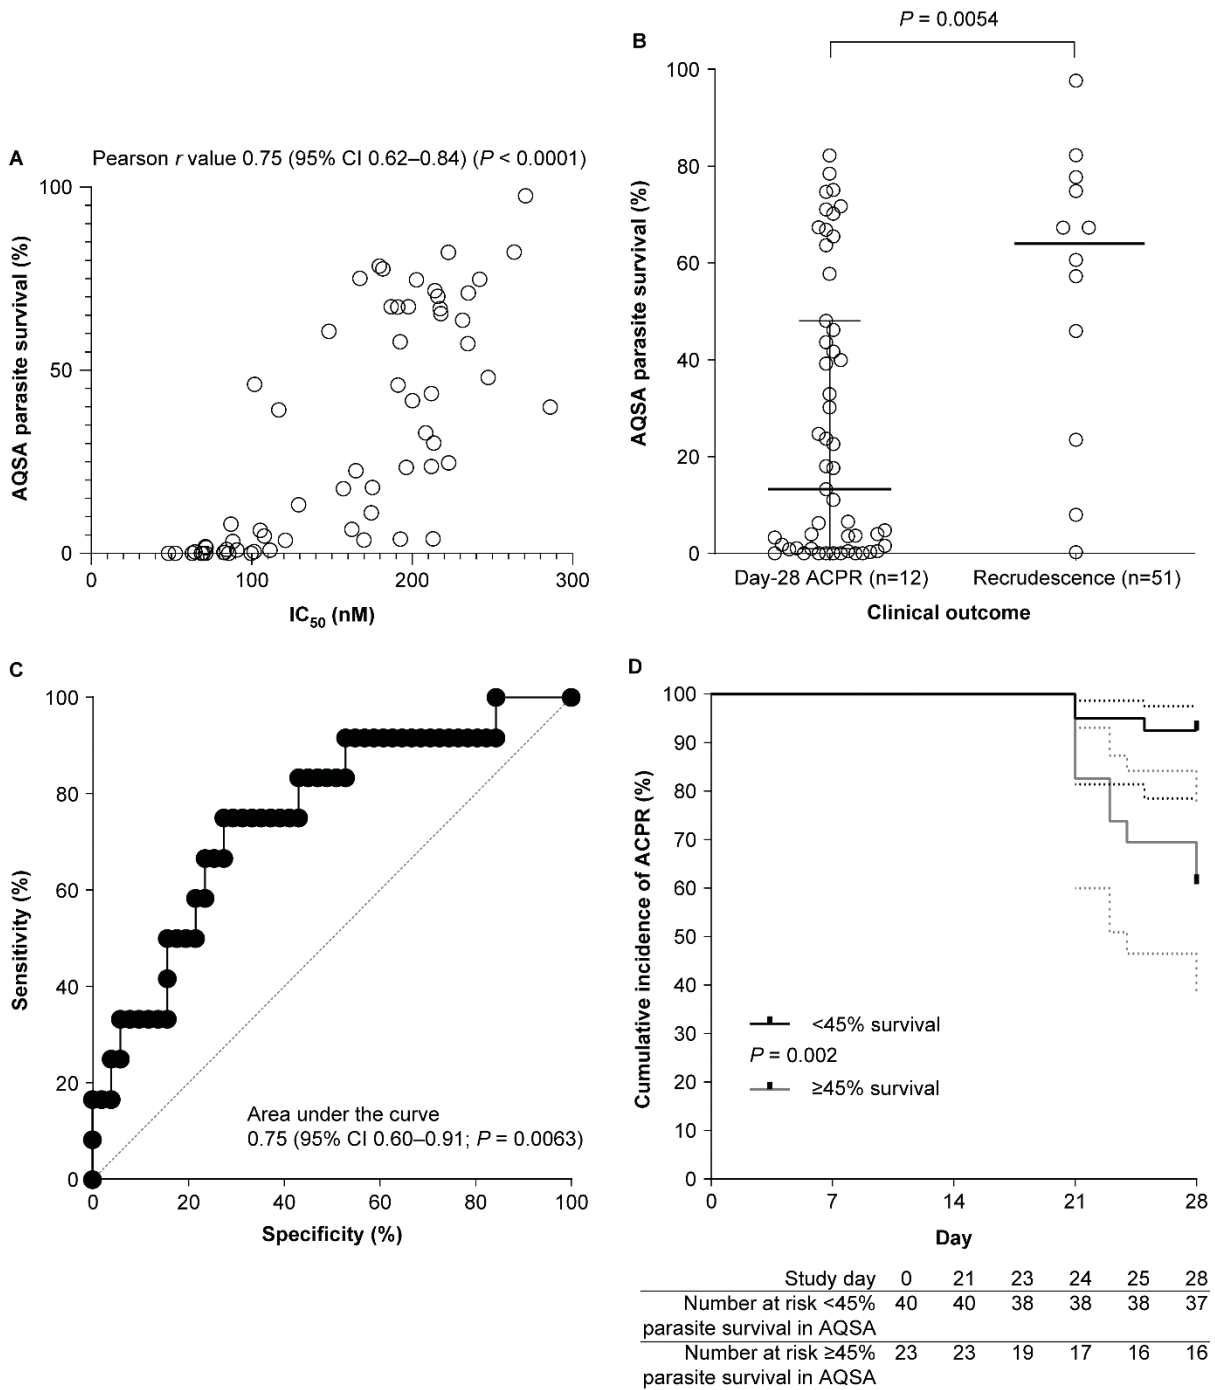 A
Pearson r value 0.75 (95% CI 0.62–0.84) (P < 0.0001)
AQSA parasite survival (%)
100
50
0
0
100
200
300
IC50 (nM)
B
P = 0.0054
AQSA parasite survival (%)
100
80
60
40
20
0
Day-28 ACPR (n=12)
Recrudescence (n=51)
Clinical outcome
C
Sensitivity (%)
100
80
60
40
20
0
0
20
40
60
80
100
Area under the curve
0.75 (95% CI 0.60–0.91; P = 0.0063)
Specificity (%)
D
Cumulative incidence of ACPR (%)
100
90
80
70
60
50
40
30
20
10
0
<45% survival
P = 0.002
≥45% survival
0
7
14
21
28
Day
Study day 0 21 23 24 25 28
Number at risk <45% 40 40 38 38 38 37
parasite survival in AQSA
Number at risk ≥45% 23 23 19 17 16 16
parasite survival in AQSA